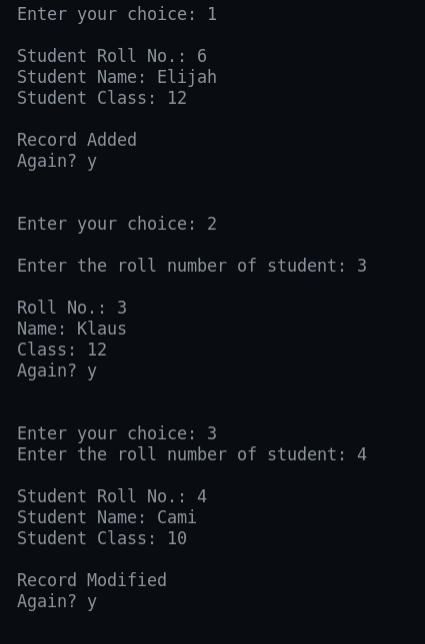 Enter your choice: 1
Student Roll No.: 6
Student Name: Elijah
Student Class: 12
Record Added
Again? y
Enter your choice: 2
Enter the roll number of student: 3
Roll No.: 3
Name: Klaus
Class: 12
Again? y
Enter your choice: 3
Enter the roll number of student: 4
Student Roll No.: 4
Student Name: Cami
Student Class: 10
Record Modified
Again? y